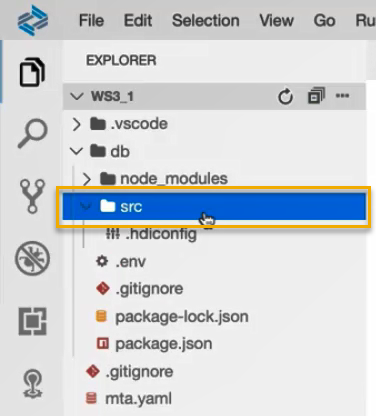 File Edit Selection View Go Ru
EXPLORER
WS3_1
.vscode
db
node_modules
src
.hdiconfig
.env
.gitignore
package-lock.json
package.json
.gitignore
mta.yaml